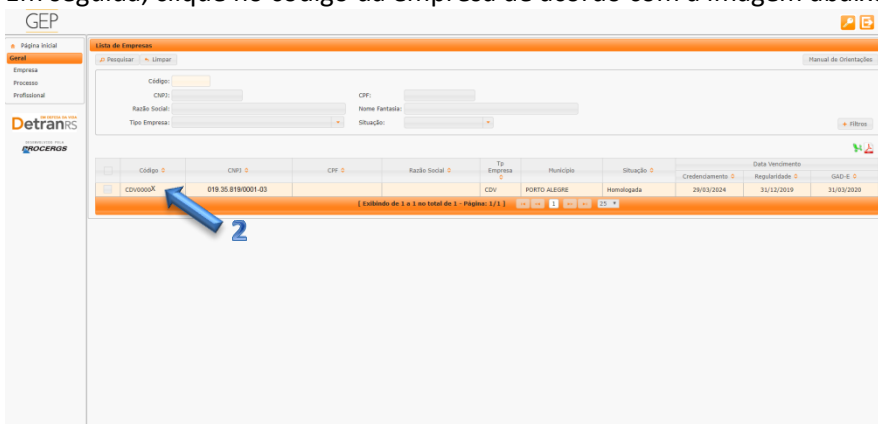 Em seguida, clique no código da empresa de acordo com a imagem abaixo
GEP
Página Inicial
Geral
Empresa
Processo
Profissional
DetranRS
PROCERGS
Lista de Empresas
Pesquisar Limpar
Manual de Orientações
Código:
CNPJ: CPF:
Razão Social: Nome Fantasia:
Tipo Empresa: Situação:
+ Filtros
Código CNPJ CPF Razão Social Tp Empresa Município Situação Data Vencimento
Credenciamento Regularidade GAD-E
CDV0000X 019.35.819/0001-03 CDV PORTO ALEGRE Homologada 29/03/2024 31/12/2019 31/03/2020
[ Exibindo de 1 a 1 no total de 1 - Página: 1/1 ] 1 25
2